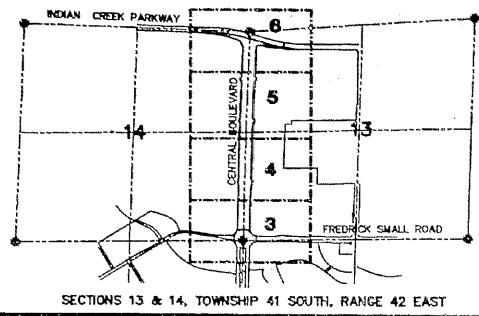 INDIAN CREEK PARKWAY
6
5
CENTRAL BOULEVARD
14
13
4
3
FREDRICK SMALL ROAD
SECTIONS 13 & 14, TOWNSHIP 41 SOUTH, RANGE 42 EAST